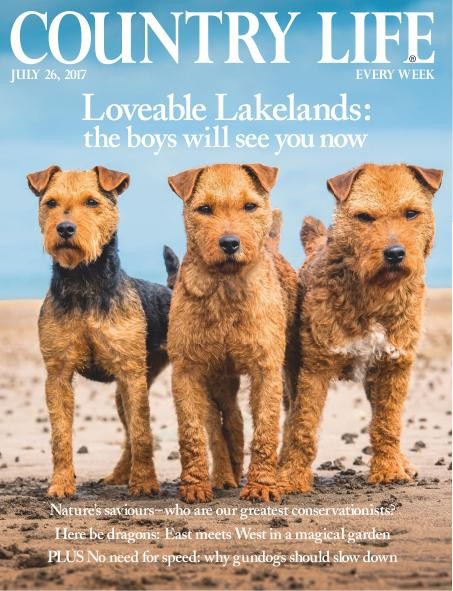 COUNTRY LIFE®
JULY 26, 2017 EVERY WEEK
Loveable Lakelands:
the boys will see you now
Nature's saviours–who are our greatest conservationists?
Here be dragons: East meets West in a magical garden
PLUS No need for speed: why gundogs should slow down